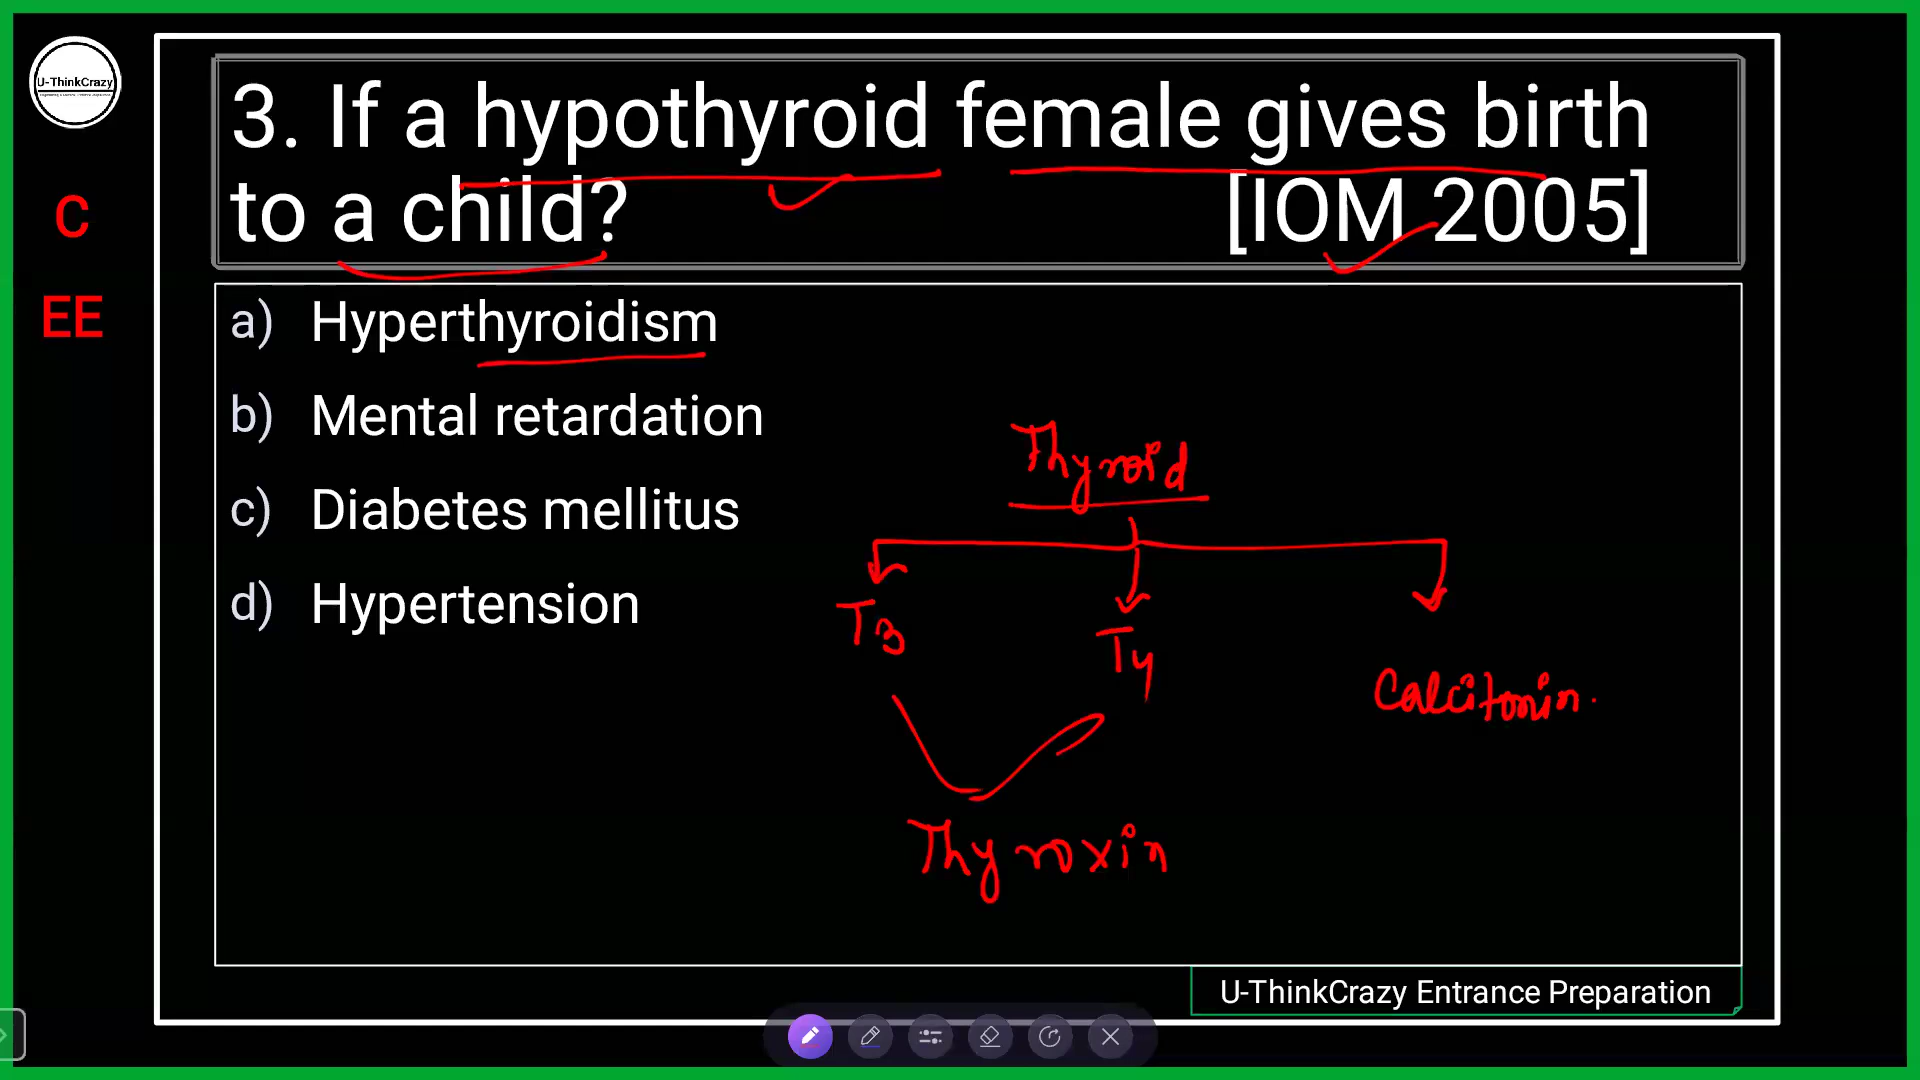 U-ThinkCrazy
C
EE
3. If a hypothyroid female gives birth
to a child? [IOM 2005]
a) Hyperthyroidism
b) Mental retardation
c) Diabetes mellitus
d) Hypertension
Thyroid
T3 T4 Calcitonin.
Thyroxin
U-ThinkCrazy Entrance Preparation